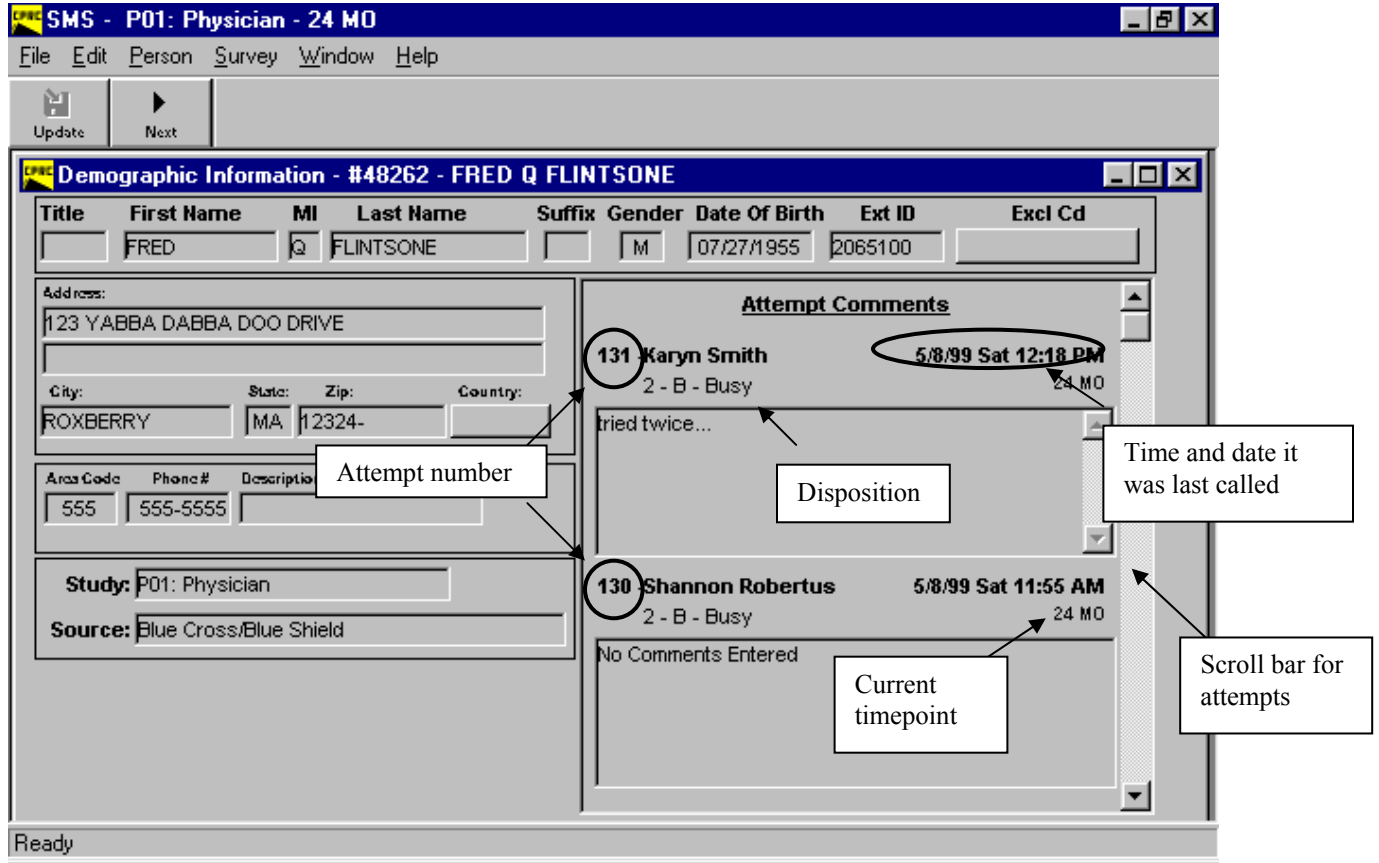 CPRC SMS - P01: Physician - 24 MO
File Edit Person Survey Window Help
Update Next
CPRC Demographic Information - #48262 - FRED Q FLINTSONE
Title First Name MI Last Name Suffix Gender Date Of Birth Ext ID Excl Cd
FRED Q FLINTSONE M 07/27/1955 2065100
Address:
123 YABBA DABBA DOO DRIVE
City: State: Zip: Country:
ROXBERRY MA 12324-
Area Code Phone # Description
555 555-5555
Study: P01: Physician
Source: Blue Cross/Blue Shield
Attempt Comments
131 -Karyn Smith 5/8/99 Sat 12:18 PM
2 - B - Busy 24 MO
tried twice...
130 -Shannon Robertus 5/8/99 Sat 11:55 AM
2 - B - Busy 24 MO
No Comments Entered
Attempt number
Disposition
Time and date it
was last called
Current
timepoint
Scroll bar for
attempts
Ready